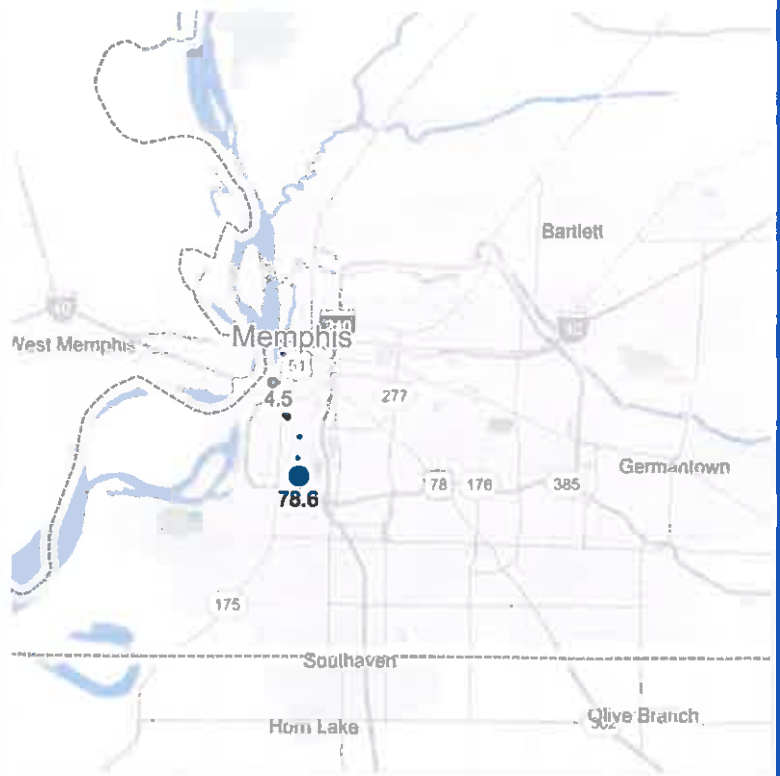 Bartlett
West Memphis
Memphis
51
4.5
277
Germantown
78
176
385
78.6
175
Southaven
Horn Lake
Olive Branch